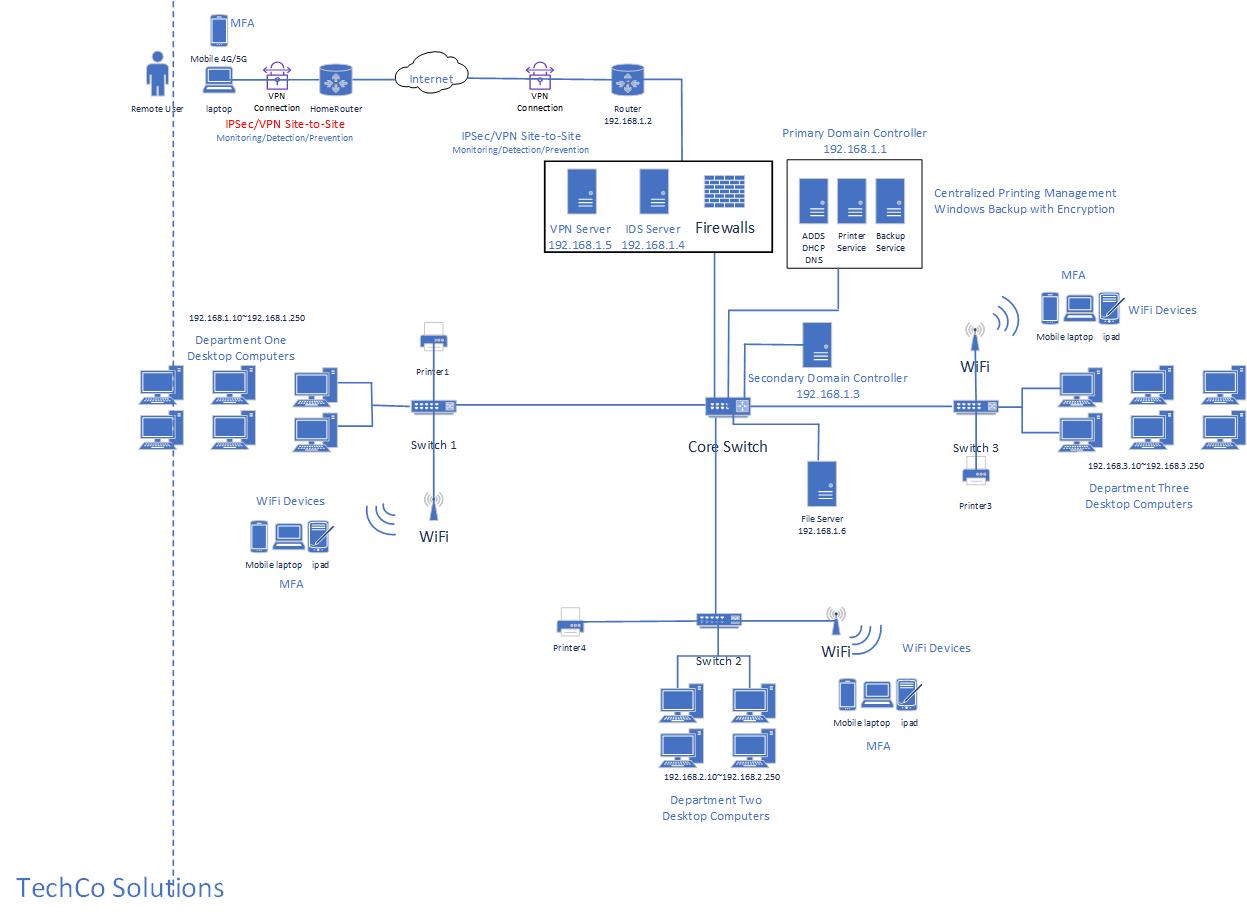 MFA
Mobile 4G/5G
Internet
Remote User
laptop
VPN
Connection
HomeRouter
IPSec/VPN Site-to-Site
Monitoring/Detection/Prevention
VPN
Connection
Router
192.168.1.2
IPSec/VPN Site-to-Site
Monitoring/Detection/Prevention
Primary Domain Controller
192.168.1.1
VPN Server
192.168.1.5
IDS Server
192.168.1.4
Firewalls
ADDS
DHCP
DNS
Printer
Service
Backup
Service
Centralized Printing Management
Windows Backup with Encryption
MFA
WiFi Devices
Mobile
laptop
ipad
WiFi
192.168.1.10~192.168.1.250
Department One
Desktop Computers
Printer1
Switch 1
Secondary Domain Controller
192.168.1.3
Core Switch
Switch 3
Printer3
192.168.3.10~192.168.3.250
Department Three
Desktop Computers
File Server
192.168.1.6
WiFi Devices
WiFi
Mobile
laptop
ipad
MFA
Printer4
Switch 2
WiFi
WiFi Devices
Mobile
laptop
ipad
MFA
192.168.2.10~192.168.2.250
Department Two
Desktop Computers
TechCo Solutions